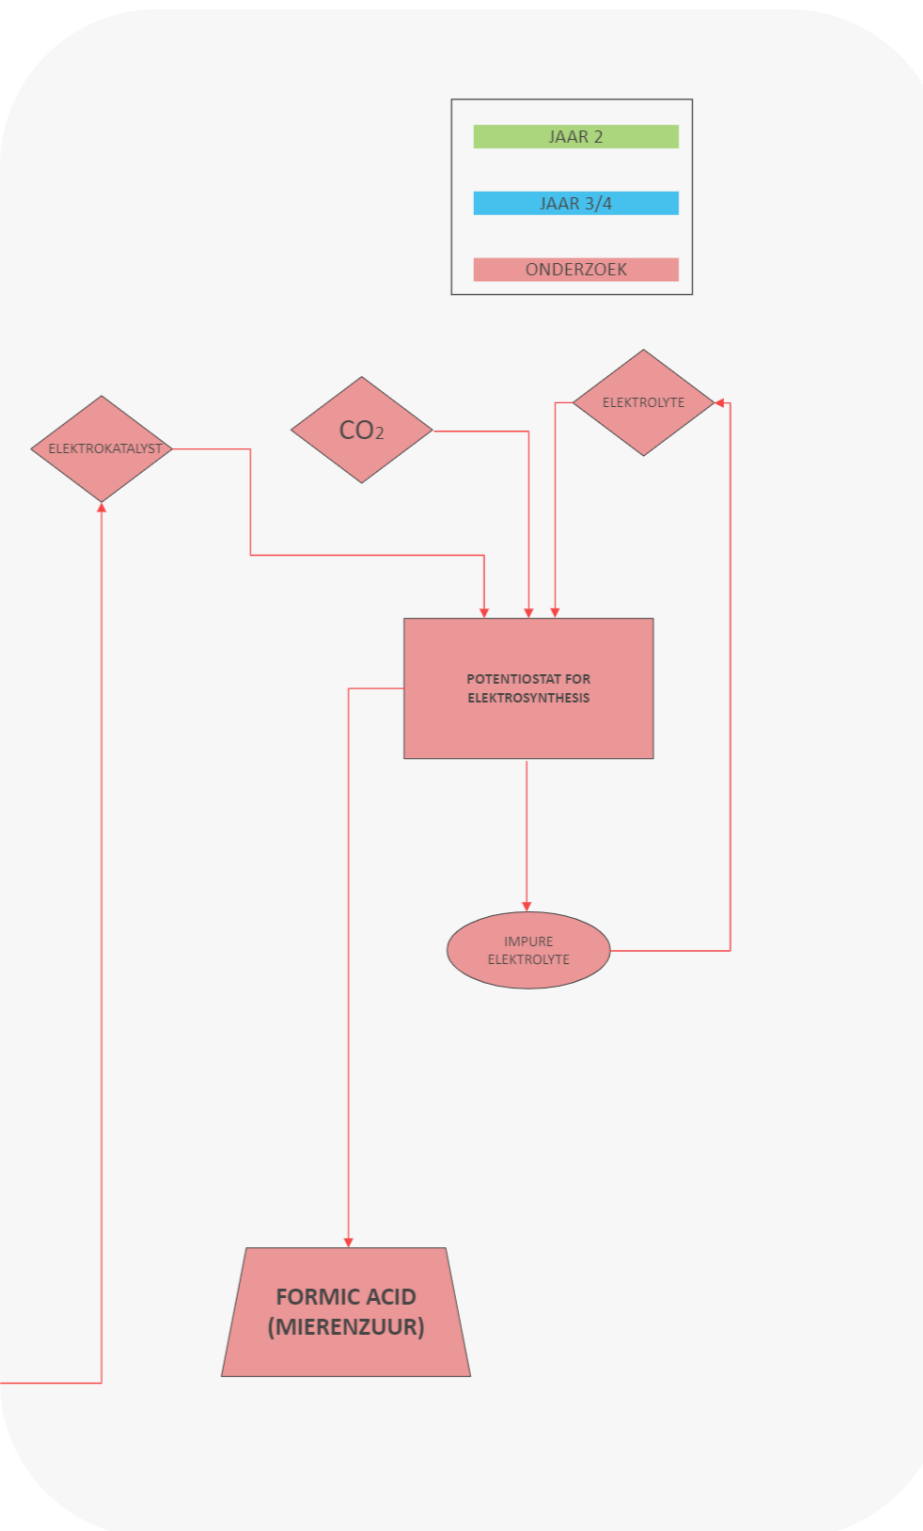 JAAR 2
JAAR 3/4
ONDERZOEK
ELEKTROLYTE
CO₂
ELEKTROKATALYST
POTENTIOSTAT FOR
ELEKTROSYNTHESIS
IMPURE
ELEKTROLYTE
FORMIC ACID
(MIERENZUUR)